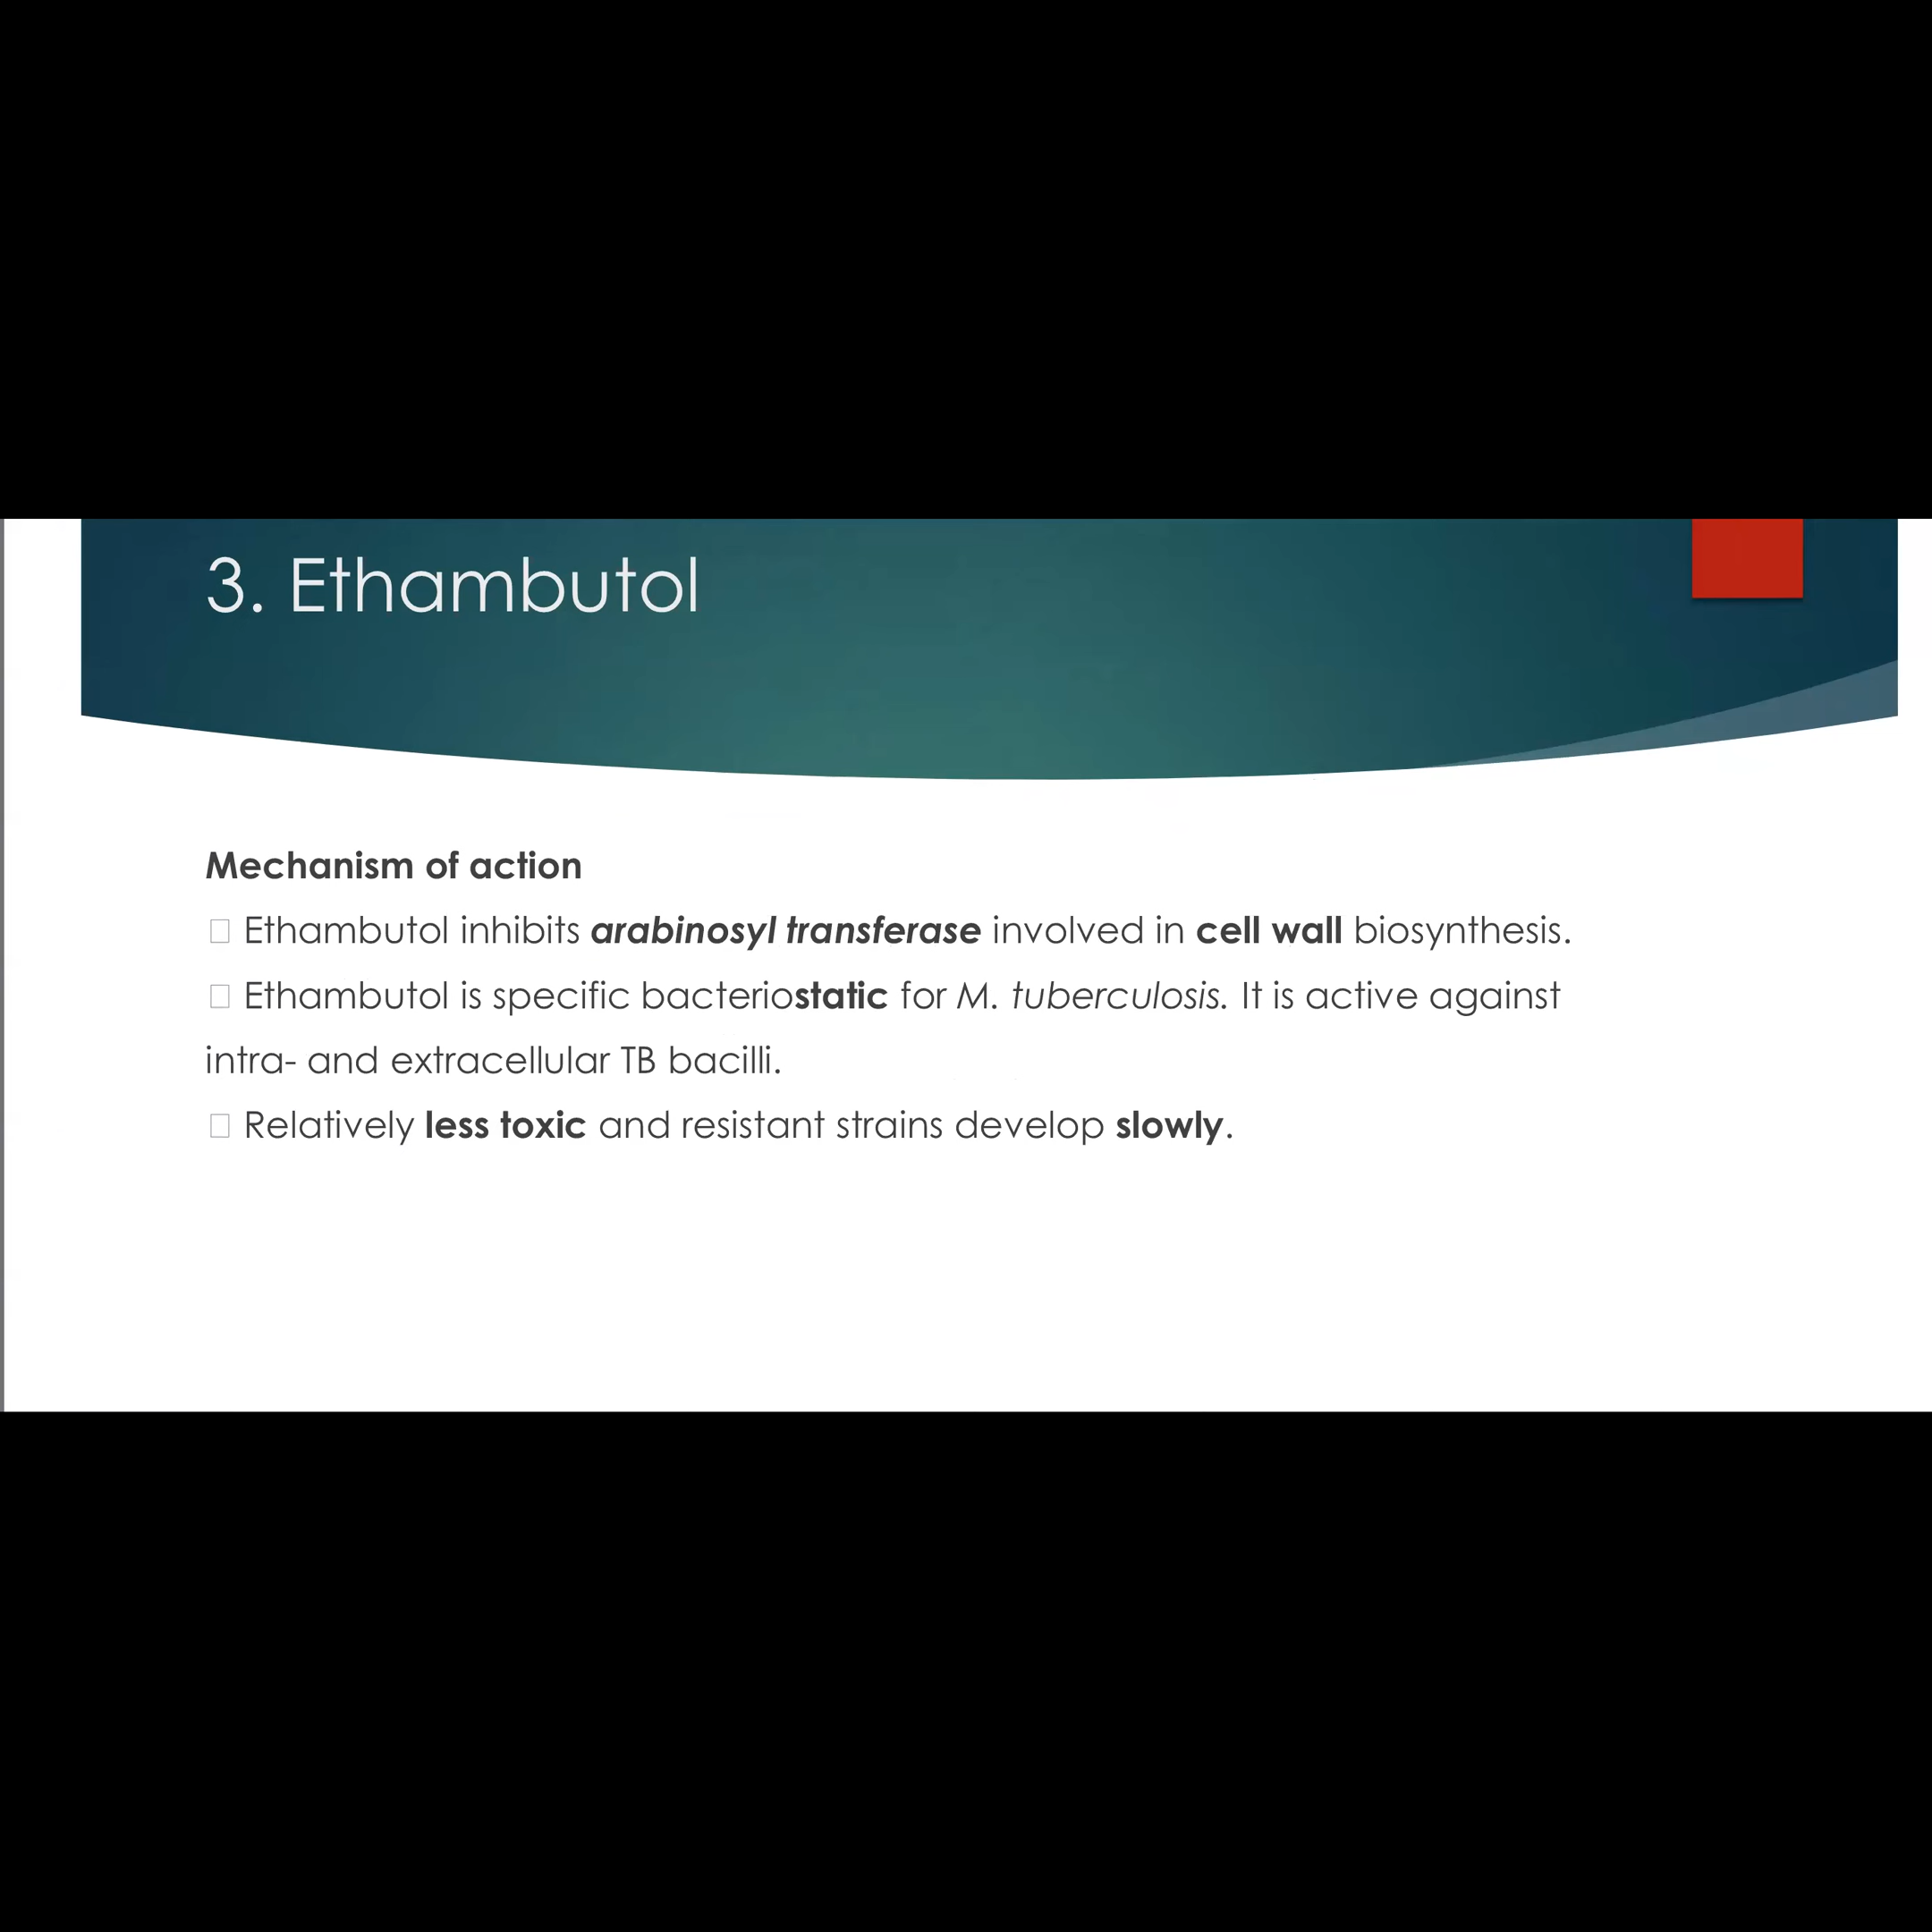 3. Ethambutol
Mechanism of action
Ethambutol inhibits arabinosyl transferase involved in cell wall biosynthesis.
Ethambutol is specific bacteriostatic for M. tuberculosis. It is active against
intra- and extracellular TB bacilli.
Relatively less toxic and resistant strains develop slowly.